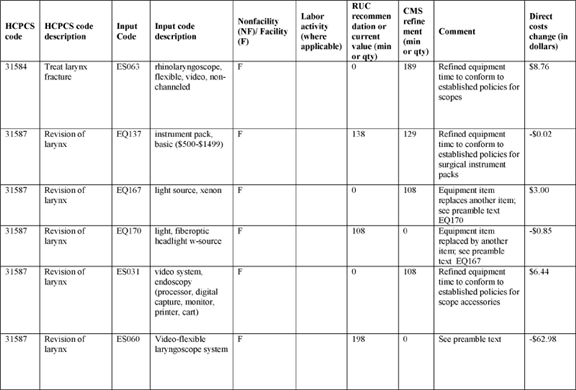 HCPCS code
HCPCS code description
Input Code
Input code description
Nonfacility (NF)/ Facility (F)
Labor activity (where applicable)
RUC recommen dation or current value (min or qty)
CMS refine ment (min or qty)
Comment
Direct costs change (in dollars)
31584
Treat larynx
fracture
ES063
rhinolaryngoscope,
flexible, video, non-
channeled
F
0
189
Refined equipment
time to conform to
established policies for
scopes
$8.76
31587
Revision of
larynx
EQ137
instrument pack,
basic ($500-$1499)
F
138
129
Refined equipment
time to conform to
established policies for
surgical instrument
packs
-$0.02
31587
Revision of
larynx
EQ167
light source, xenon
F
0
108
Equipment item
replaces another item;
see preamble text
EQ170
$3.00
31587
Revision of
larynx
EQ170
light, fiberoptic
headlight w-source
F
108
0
Equipment item
replaced by another
item; see preamble
text EQ167
-$0.85
31587
Revision of
larynx
ES031
video system,
endoscopy
(processor, digital
capture, monitor,
printer, cart)
F
0
108
Refined equipment
time to conform to
established policies for
scope accessories
$6.44
31587
Revision of
larynx
ES060
Video-flexible
laryngoscope system
F
198
0
See preamble text
-$62.98